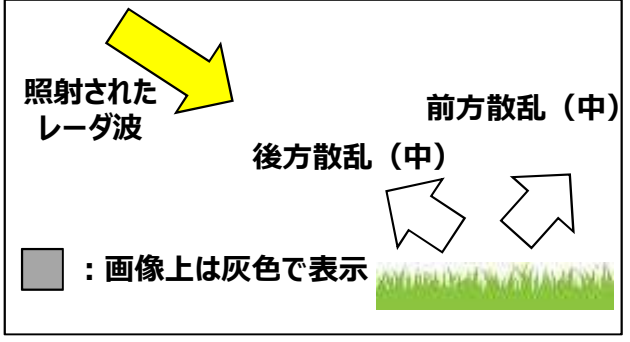 照射された
レーダ波
前方散乱（中）
後方散乱（中）
：画像上は灰色で表示